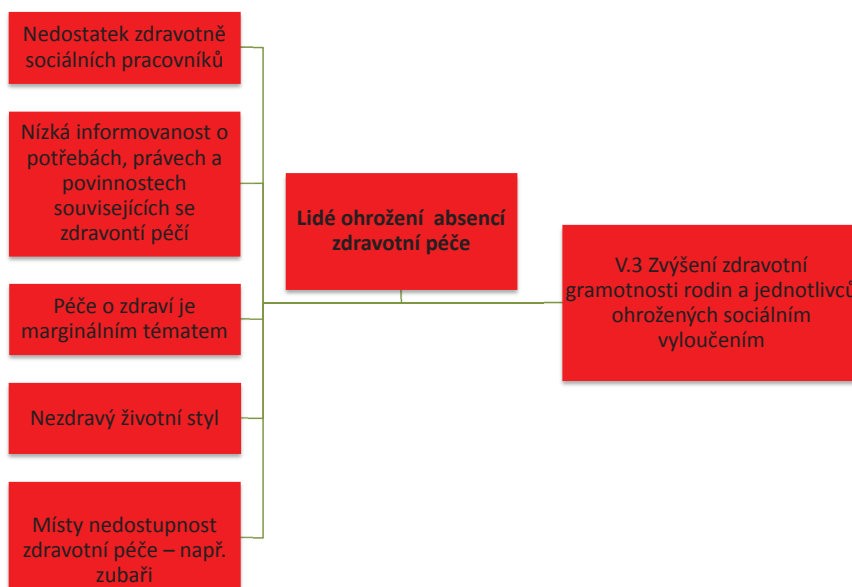 Nedostatek zdravotně
sociálních pracovníků
Nízká informovanost o
potřebách, právech a
povinnostech
souvisejících se
zdravontí péčí
Péče o zdraví je
marginálním tématem
Nezdravý životní styl
Místy nedostupnost
zdravotní péče – např.
zubaři
Lidé ohrožení absencí
zdravotní péče
V.3 Zvýšení zdravotní
gramotnosti rodin a jednotlivců
ohrožených sociálním
vyloučením